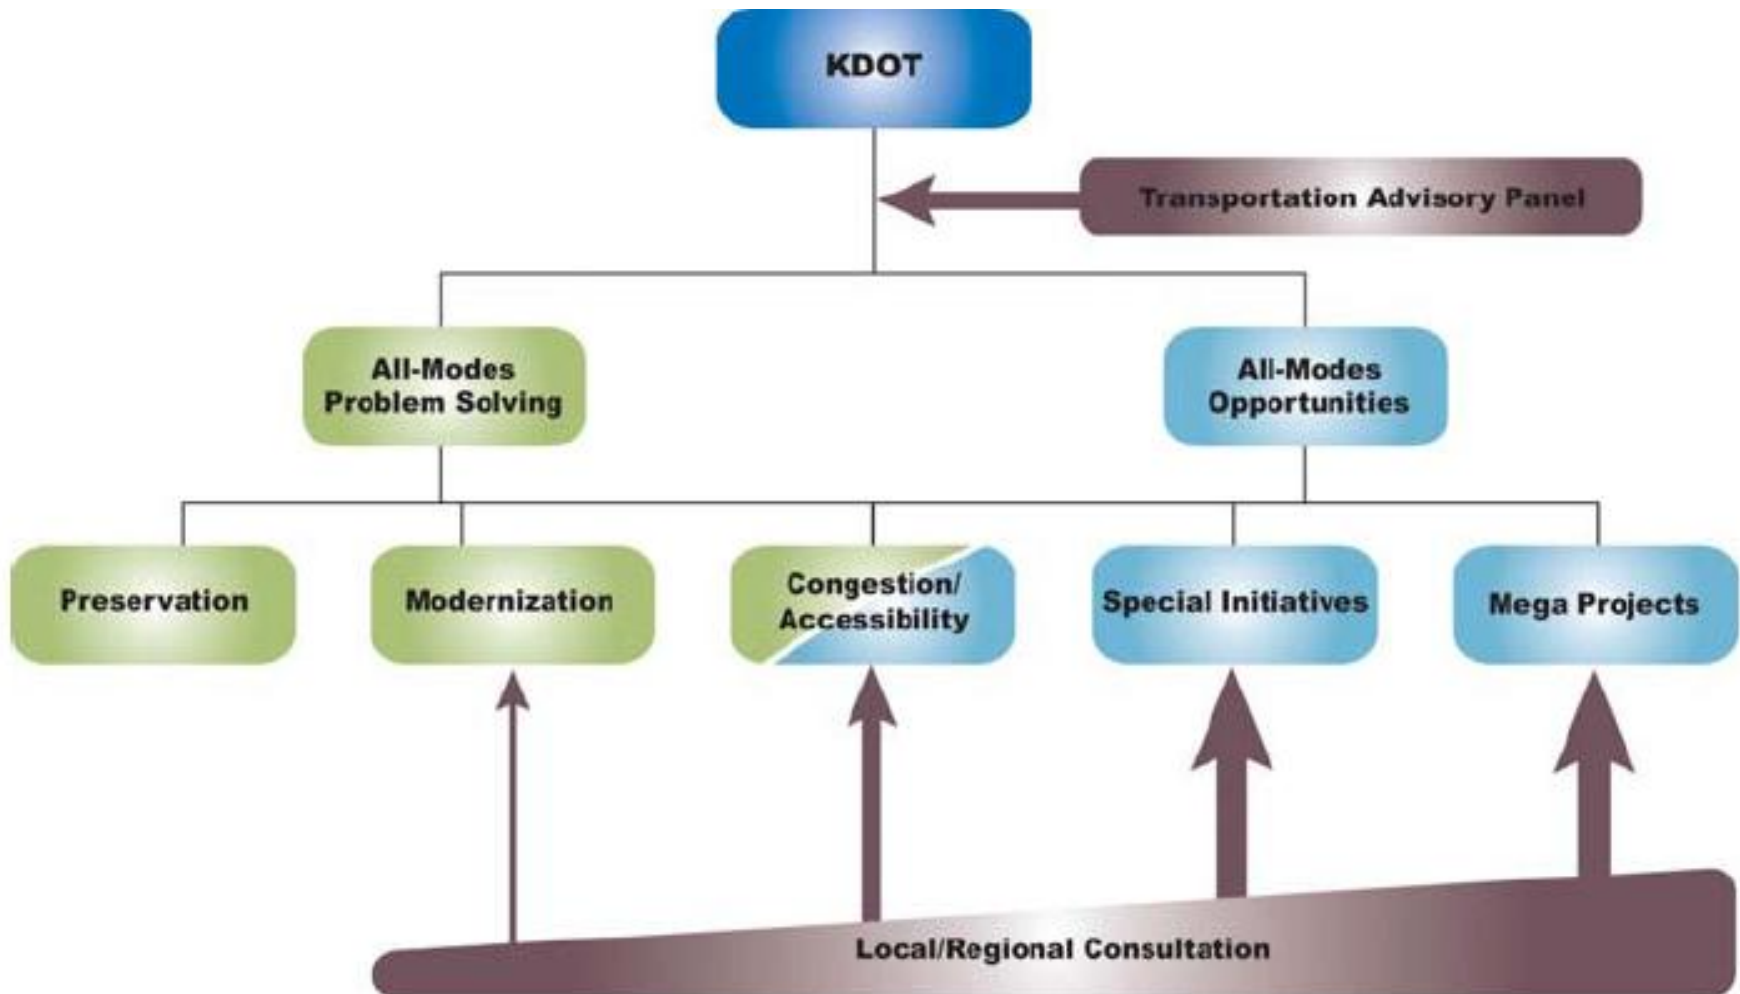 KDOT
Transportation Advisory Panel
All-Modes
Problem Solving
All-Modes
Opportunities
Preservation
Modernization
Congestion/
Accessibility
Special Initiatives
Mega Projects
Local/Regional Consultation